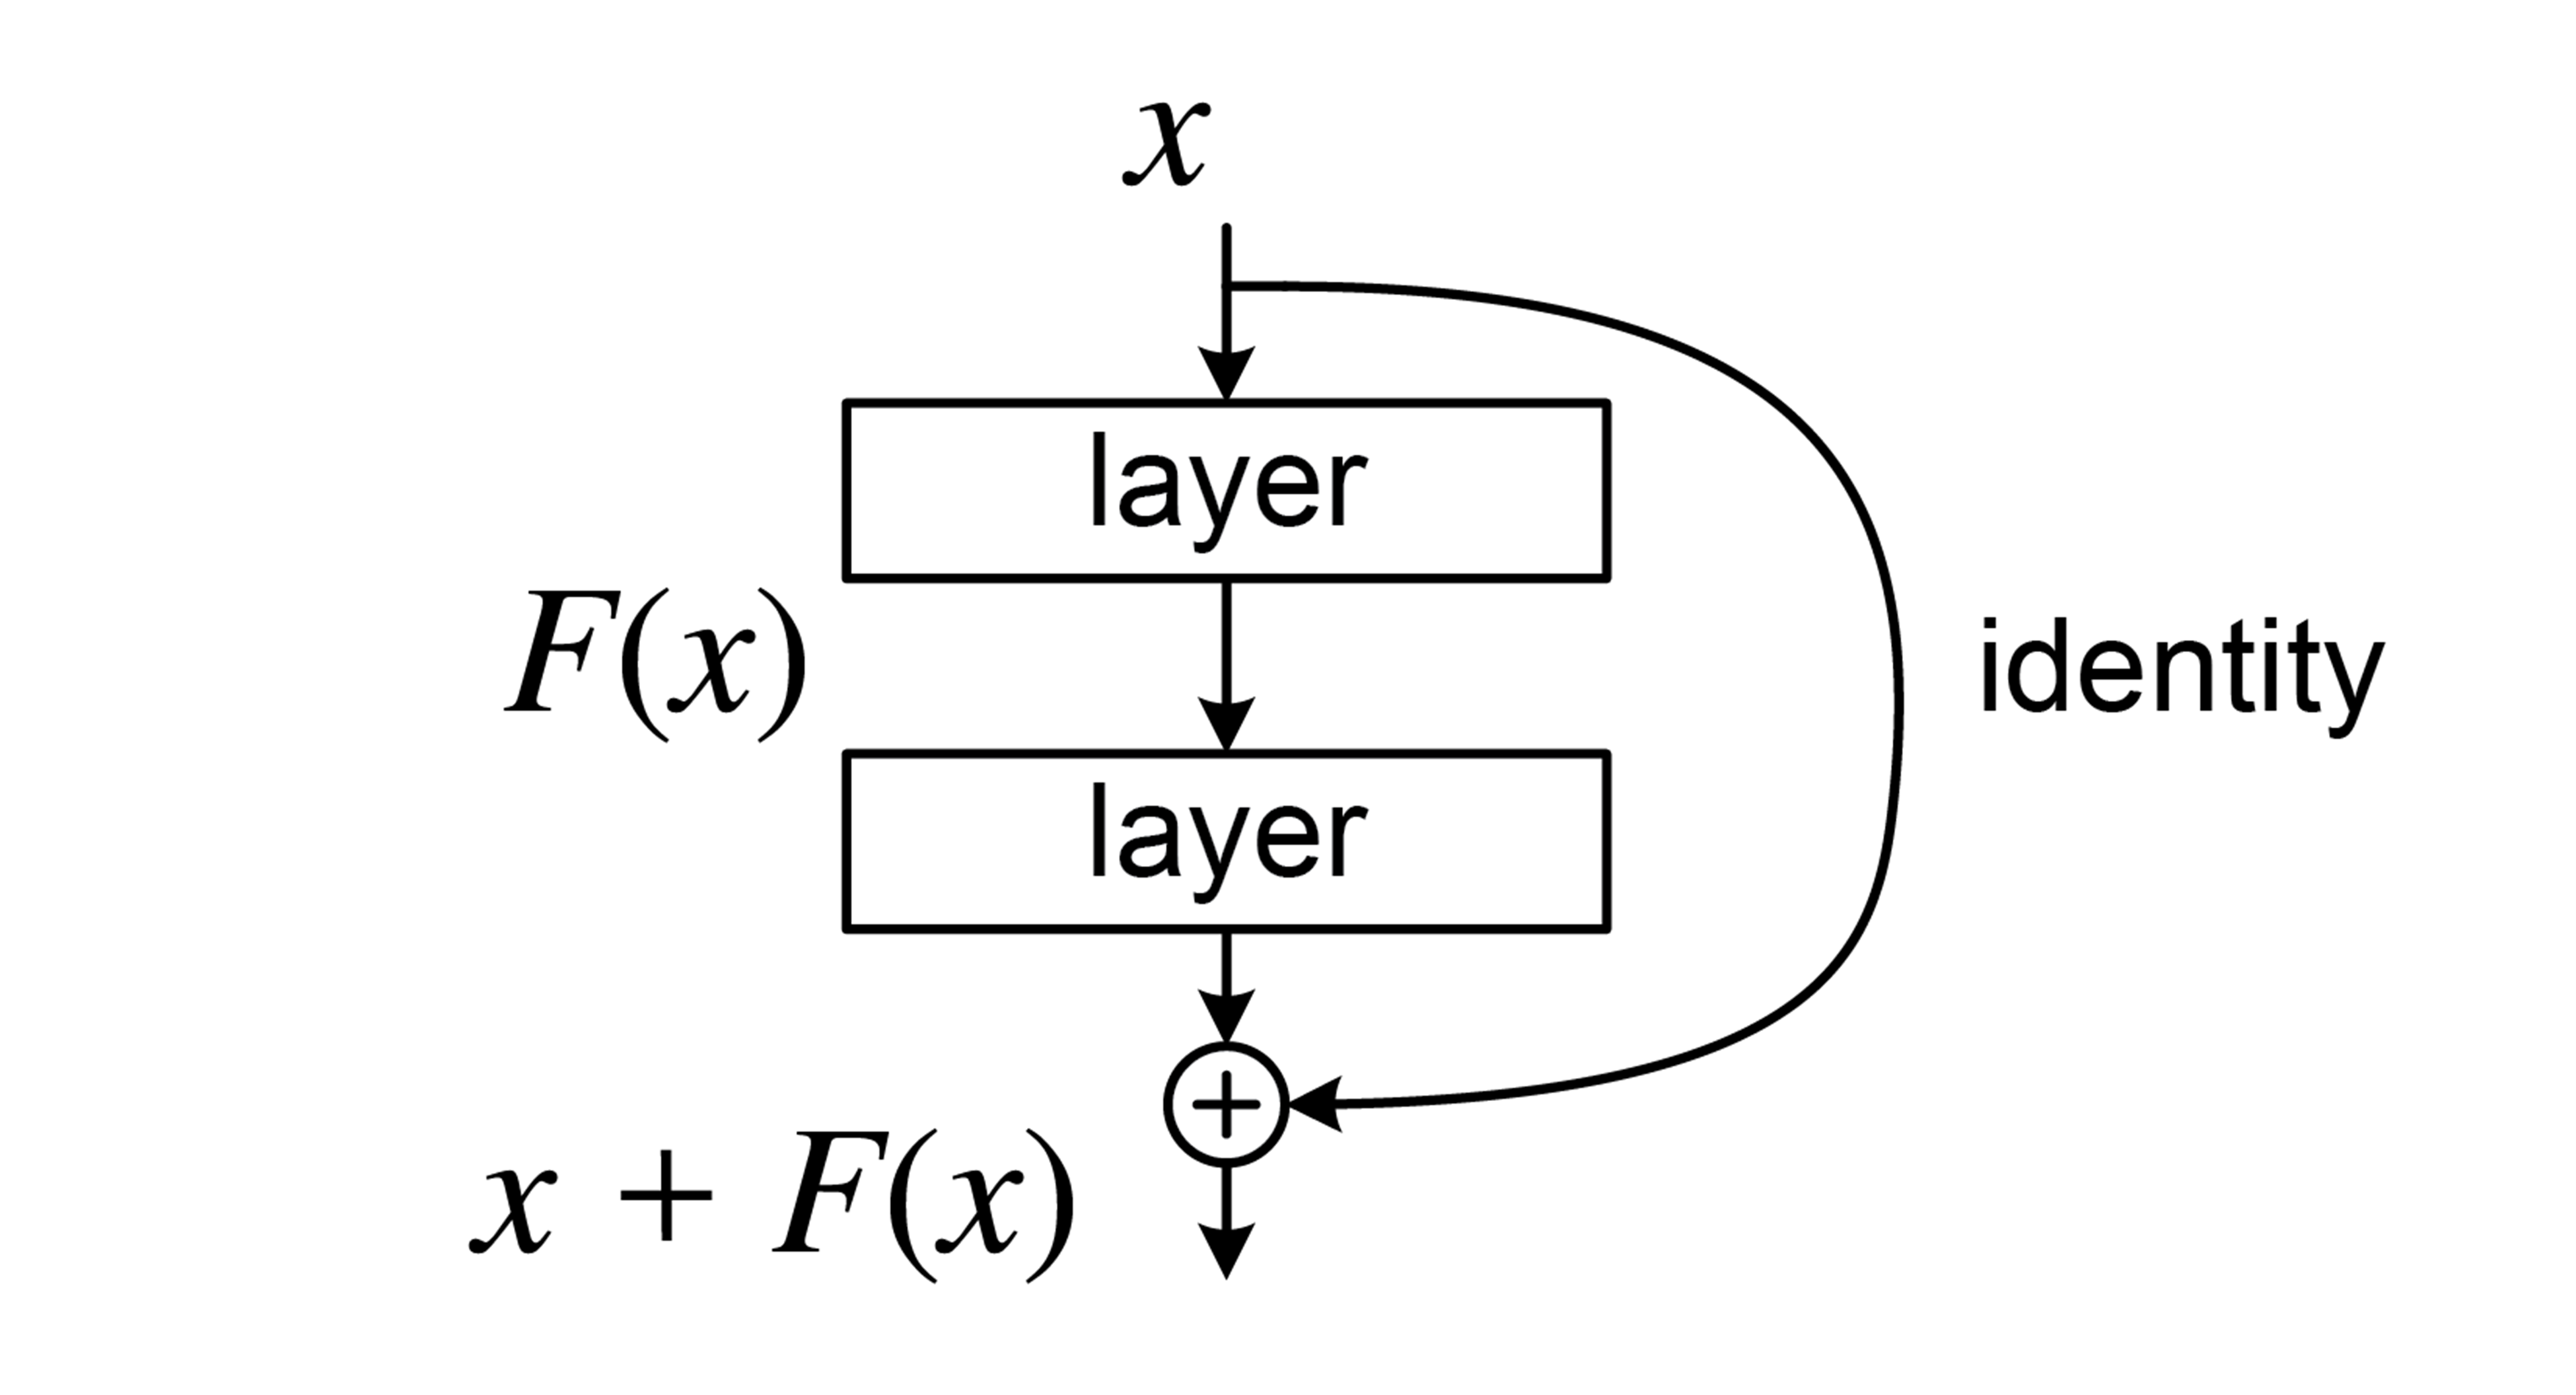 x
layer
F(x)
identity
layer
+
x + F(x)